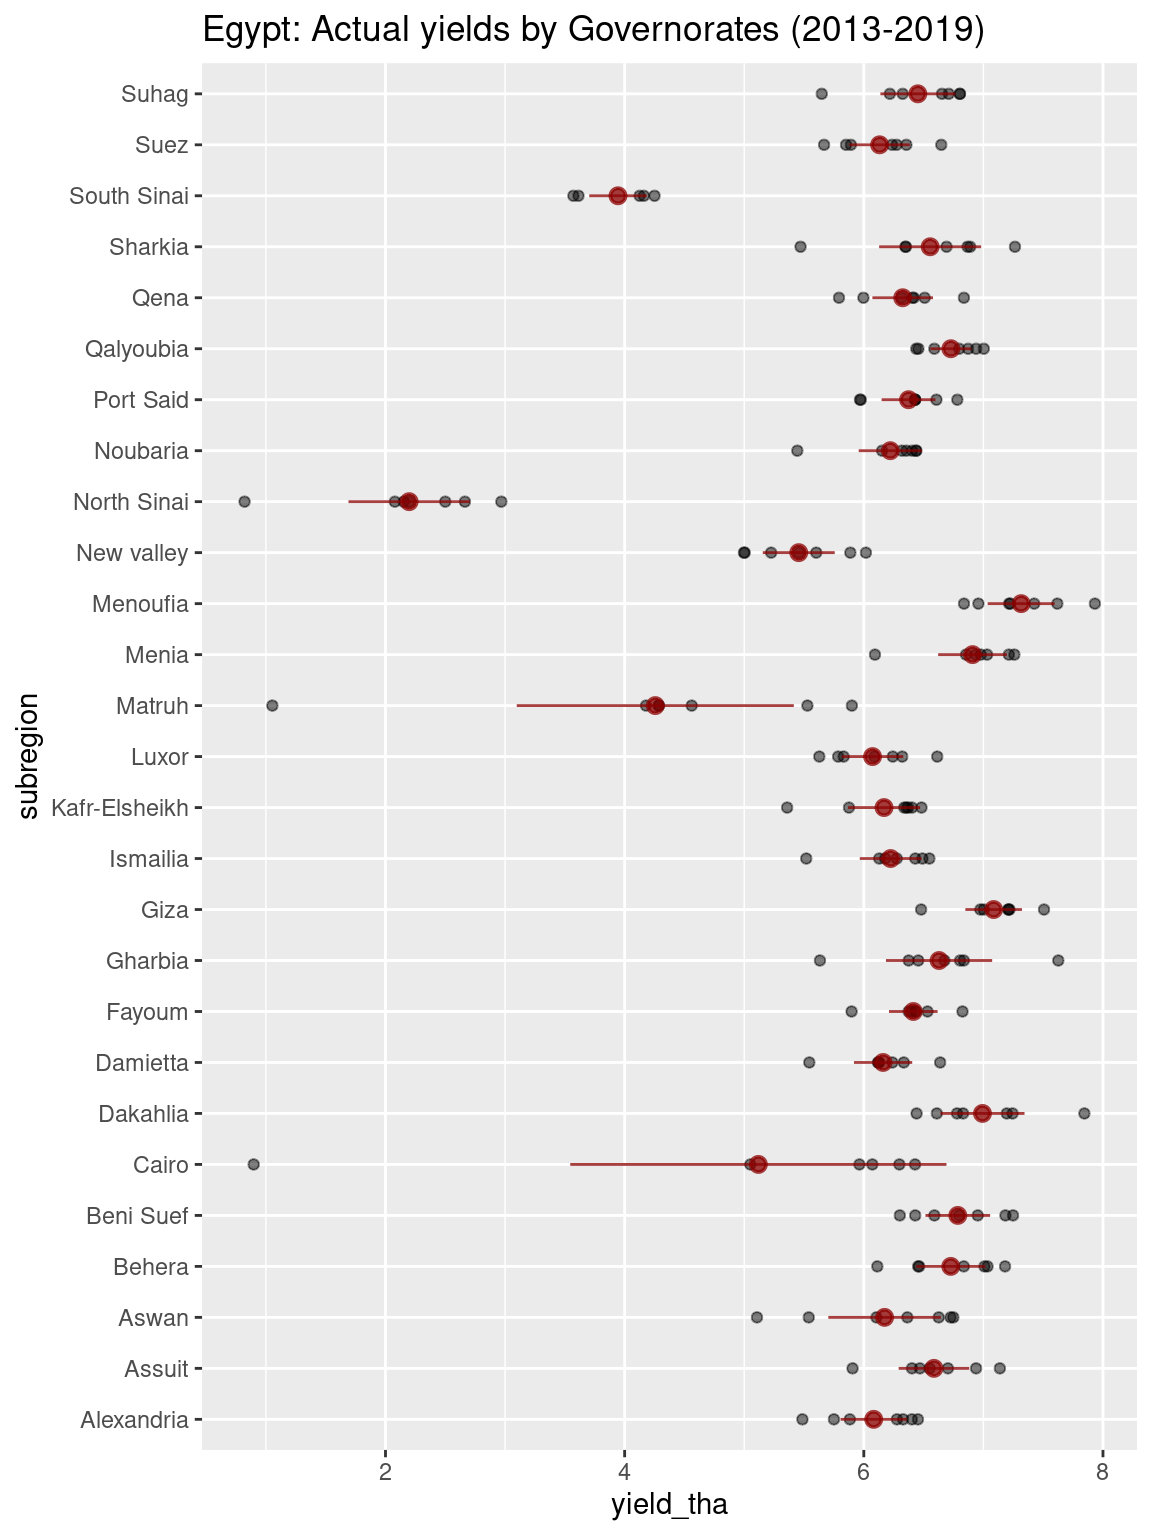 Egypt: Actual yields by Governorates (2013-2019)
Suhag
Suez
South Sinai
Sharkia
Qena
Qalyoubia
Port Said
Noubaria
North Sinai
New valley
Menoufia
Menia
Matruh
Luxor
Kafr-Elsheikh
Ismailia
Giza
Gharbia
Fayoum
Damietta
Dakahlia
Cairo
Beni Suef
Behera
Aswan
Assuit
Alexandria
subregion
2 4 6 8
yield_tha